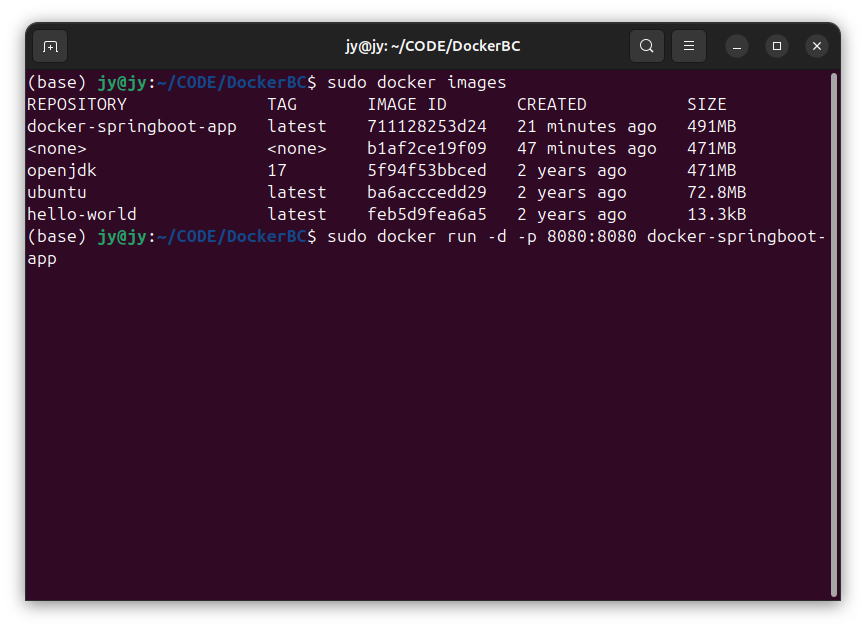 jy@jy: ~/CODE/DockerBC
(base) jy@jy:~/CODE/DockerBC$ sudo docker images
REPOSITORY TAG IMAGE ID CREATED SIZE
docker-springboot-app latest 711128253d24 21 minutes ago 491MB
<none> <none> b1af2ce19f09 47 minutes ago 471MB
openjdk 17 5f94f53bbced 2 years ago 471MB
ubuntu latest ba6acccedd29 2 years ago 72.8MB
hello-world latest feb5d9fea6a5 2 years ago 13.3kB
(base) jy@jy:~/CODE/DockerBC$ sudo docker run -d -p 8080:8080 docker-springboot-
app